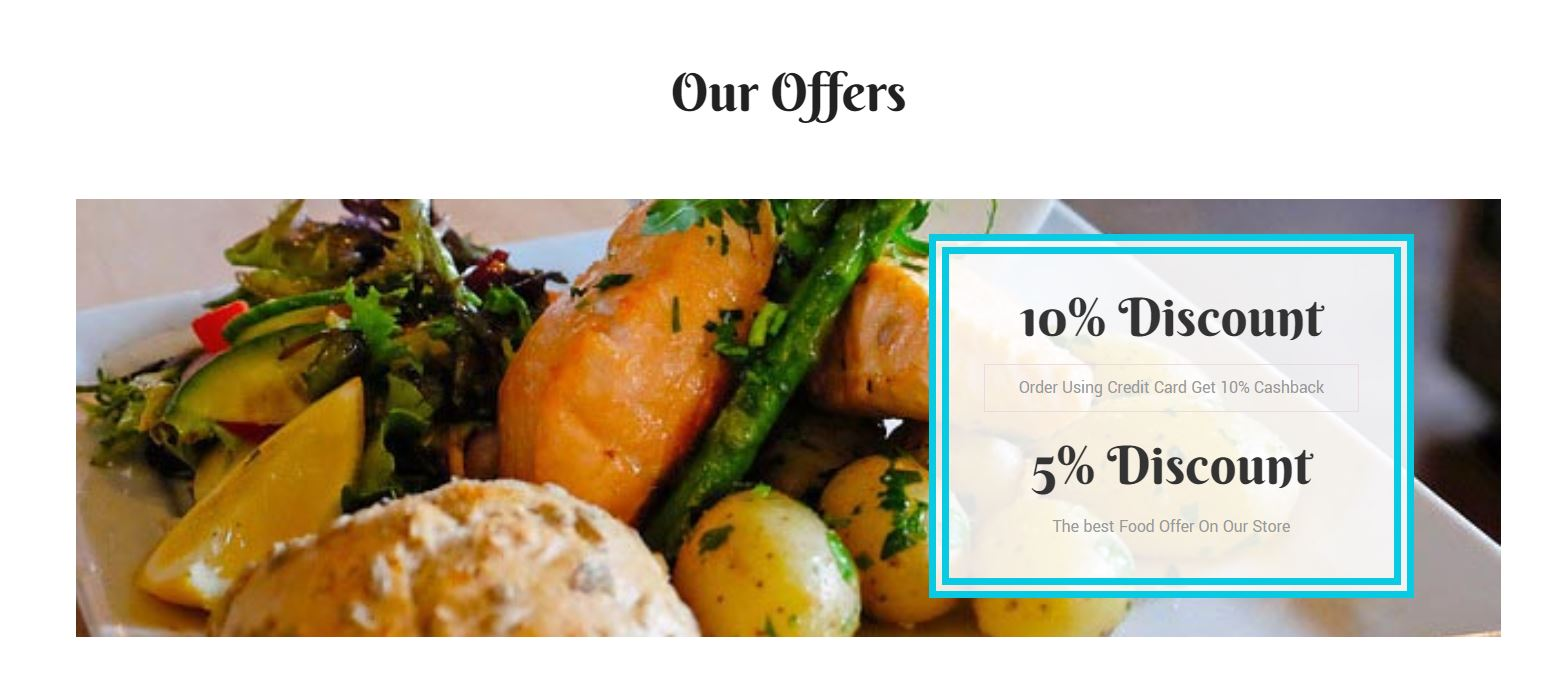 Our Offers
10% Discount
Order Using Credit Card Get 10% Cashback
5% Discount
The best Food Offer On Our Store